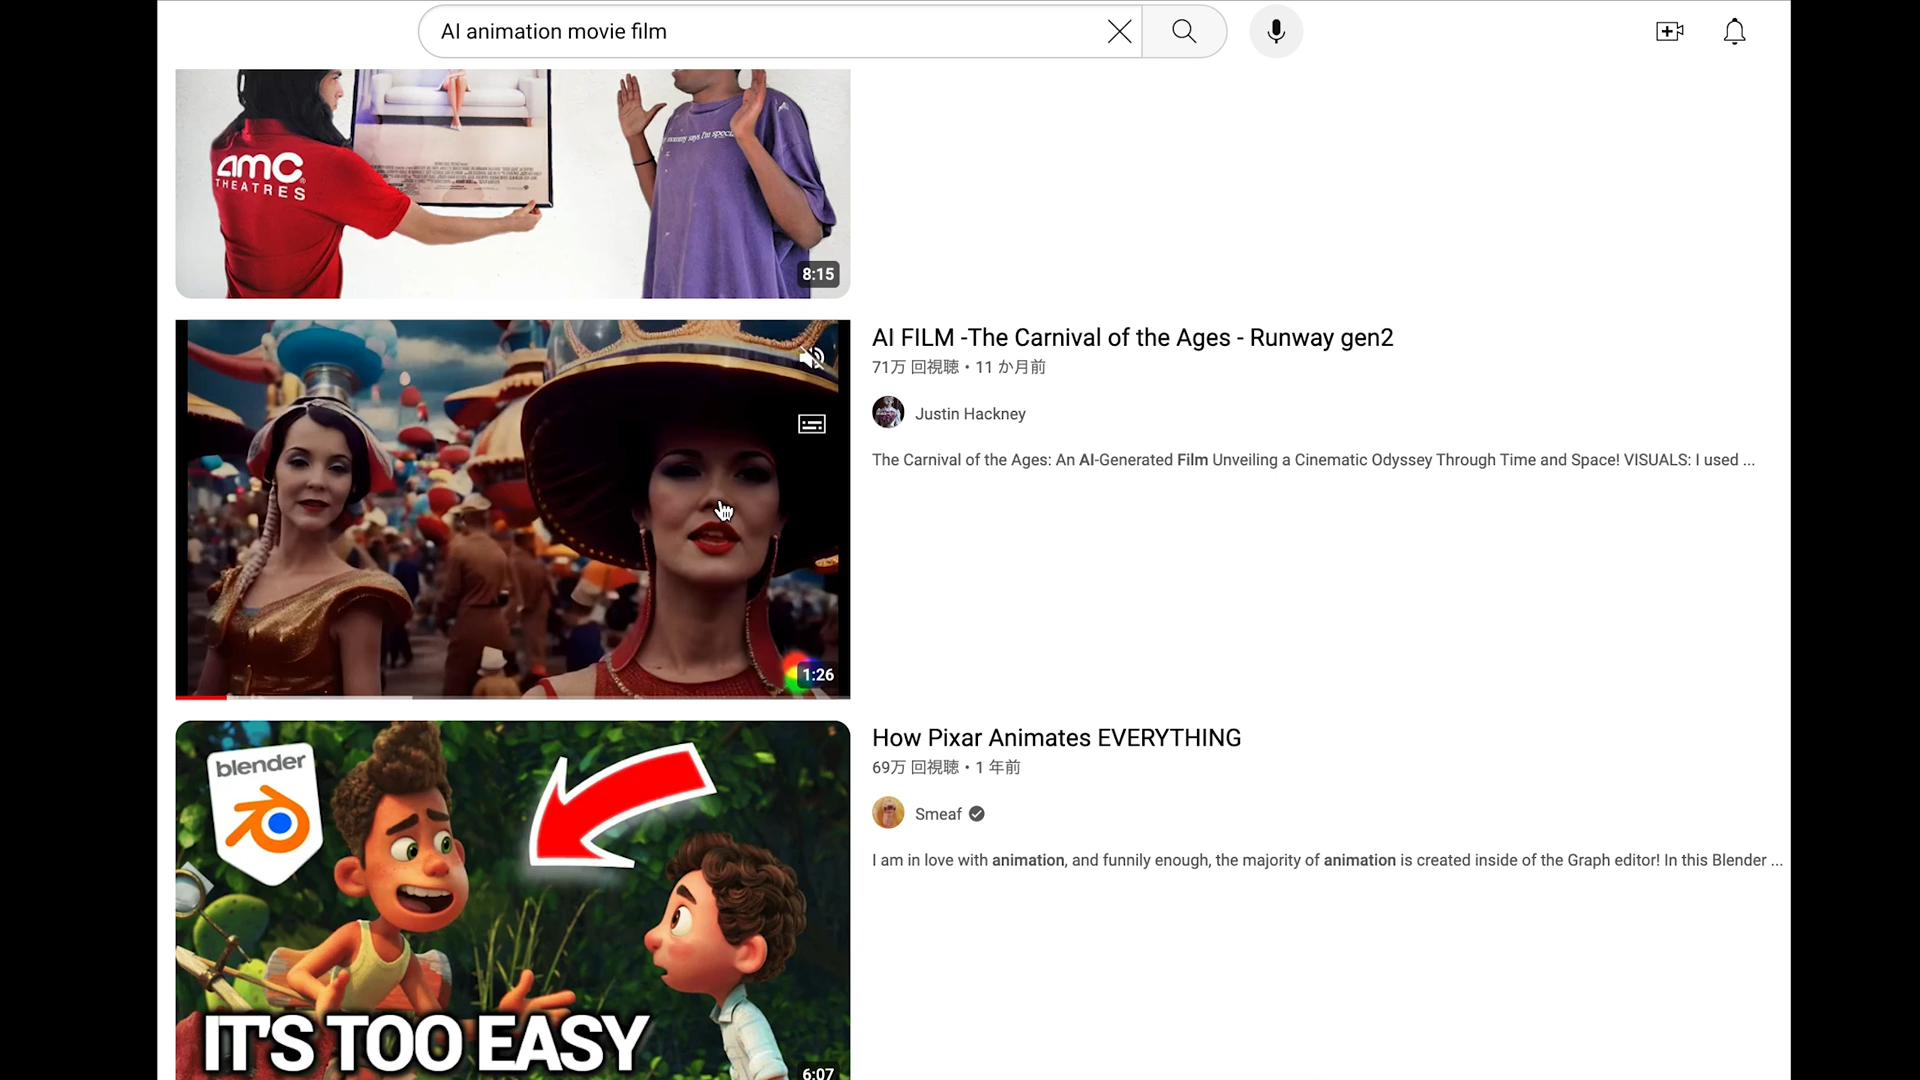 AI animation movie film
amc
THEATRES
mommy says I'm special
8:15
AI FILM -The Carnival of the Ages - Runway gen2
71万 回視聴・11 か月前
Justin Hackney
The Carnival of the Ages: An AI-Generated Film Unveiling a Cinematic Odyssey Through Time and Space! VISUALS: I used ...
1:26
How Pixar Animates EVERYTHING
69万 回視聴・1 年前
Smeaf
I am in love with animation, and funnily enough, the majority of animation is created inside of the Graph editor! In this Blender ...
blender
IT'S TOO EASY
6:07